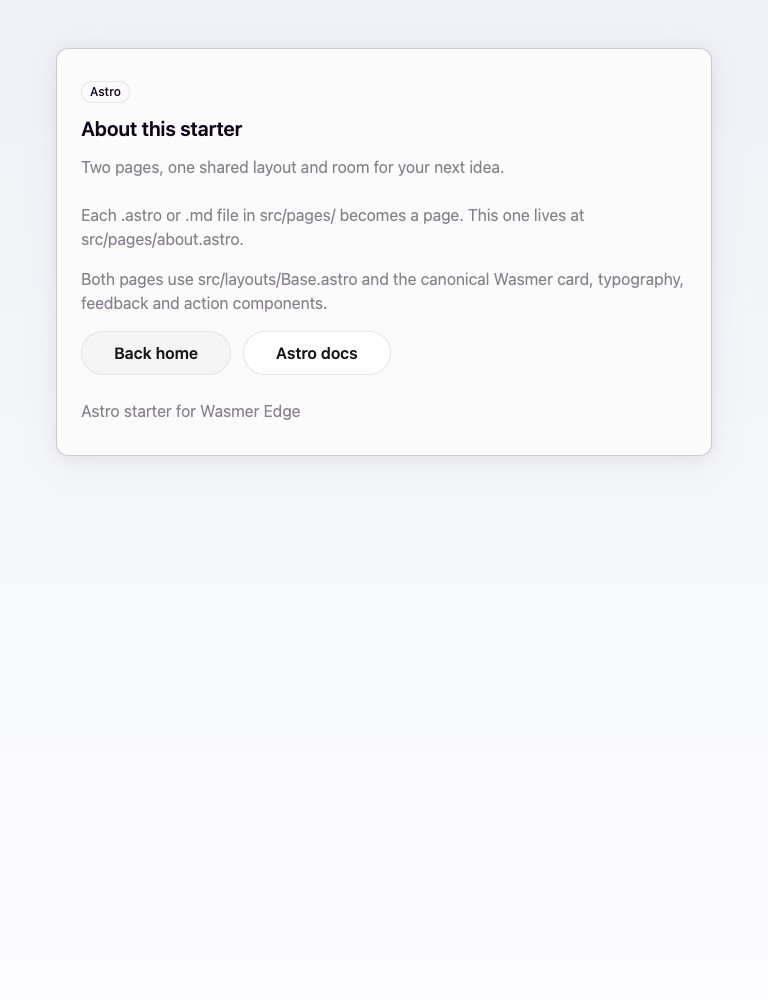 Astro
About this starter
Two pages, one shared layout and room for your next idea.
Each .astro or .md file in src/pages/ becomes a page. This one lives at
src/pages/about.astro.
Both pages use src/layouts/Base.astro and the canonical Wasmer card, typography,
feedback and action components.
Back home
Astro docs
Astro starter for Wasmer Edge